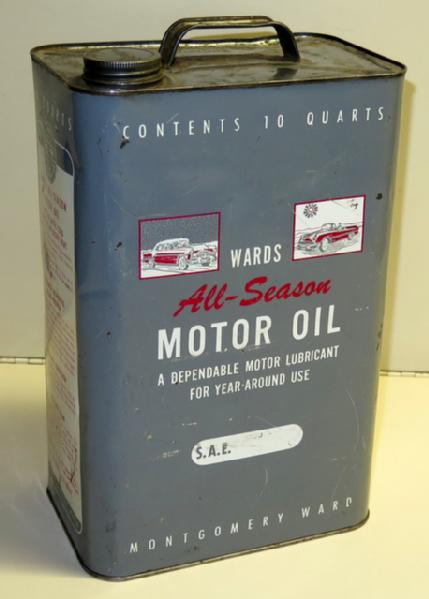 CONTENTS 10 QUARTS
WARDS
All-Season
MOTOR OIL
A DEPENDABLE MOTOR LUBRICANT
FOR YEAR-AROUND USE
S.A.E.
MONTGOMERY WARD